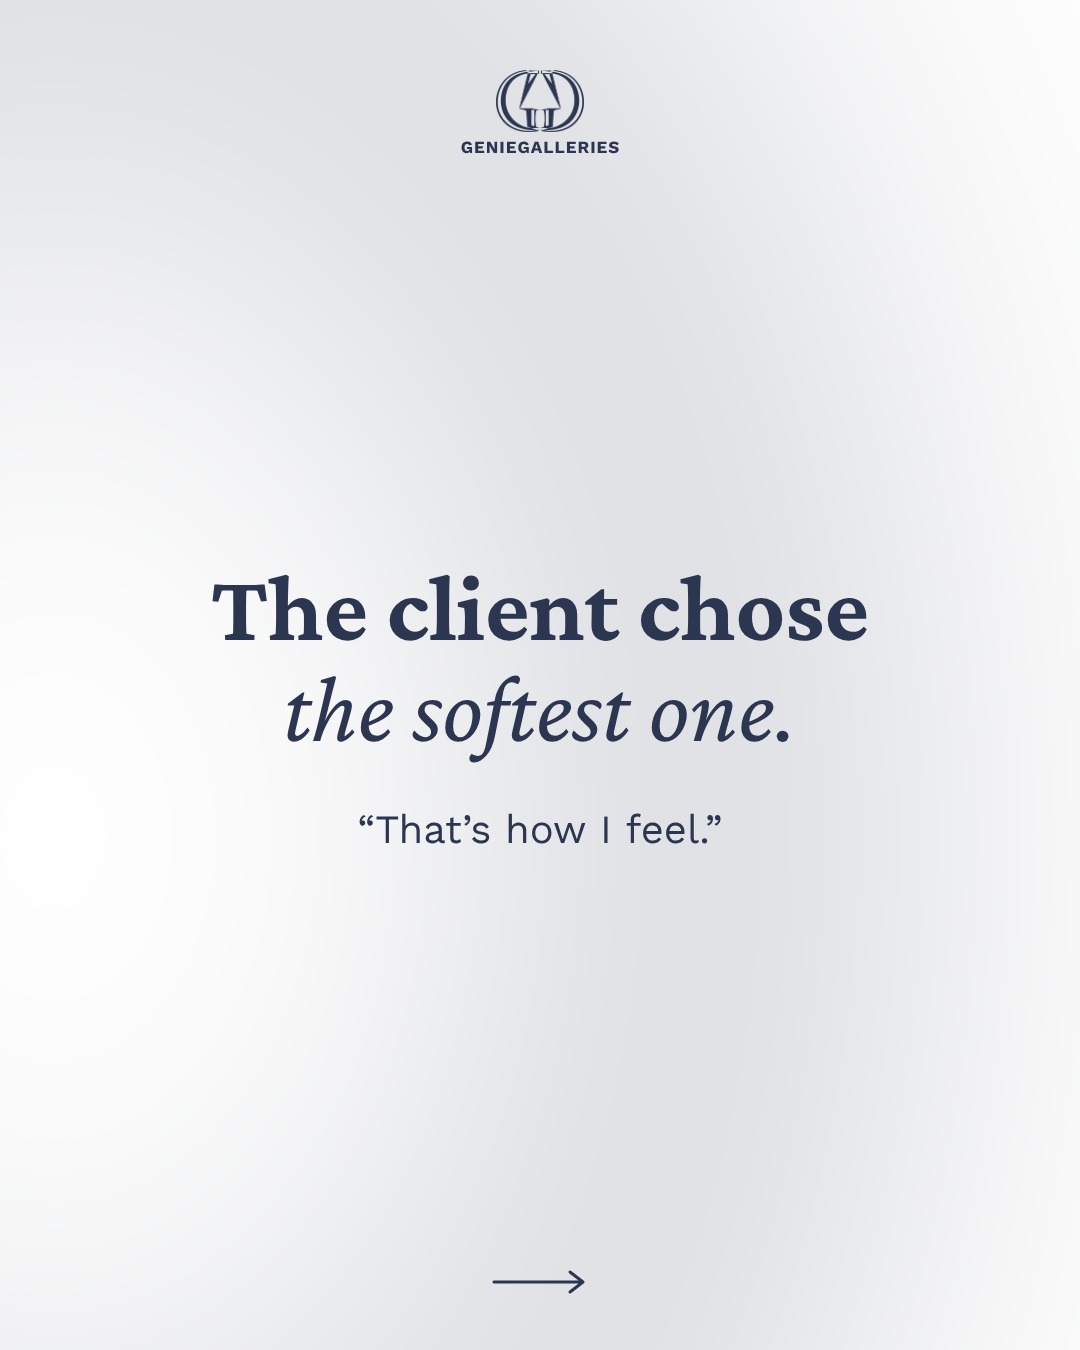 GENIEGALLERIES
The client chose
the softest one.
“That’s how I feel.”